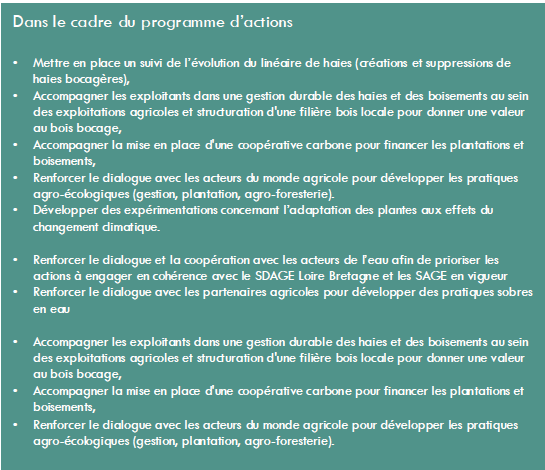 Dans le cadre du programme d'actions
• Mettre en place un suivi de l'évolution du linéaire de haies (créations et suppressions de
haies bocagères),
• Accompagner les exploitants dans une gestion durable des haies et des boisements au sein
des exploitations agricoles et structuration d'une filière bois locale pour donner une valeur
au bois bocage,
• Accompagner la mise en place d'une coopérative carbone pour financer les plantations et
boisements,
• Renforcer le dialogue avec les acteurs du monde agricole pour développer les pratiques
agro-écologiques (gestion, plantation, agro-foresterie).
• Développer des expérimentations concernant l'adaptation des plantes aux effets du
changement climatique.
• Renforcer le dialogue et la coopération avec les acteurs de l'eau afin de prioriser les
actions à engager en cohérence avec le SDAGE Loire Bretagne et les SAGE en vigueur
• Renforcer le dialogue avec les partenaires agricoles pour développer des pratiques sobres
en eau
• Accompagner les exploitants dans une gestion durable des haies et des boisements au sein
des exploitations agricoles et structuration d'une filière bois locale pour donner une valeur
au bois bocage,
• Accompagner la mise en place d'une coopérative carbone pour financer les plantations et
boisements,
• Renforcer le dialogue avec les acteurs du monde agricole pour développer les pratiques
agro-écologiques (gestion, plantation, agro-foresterie).